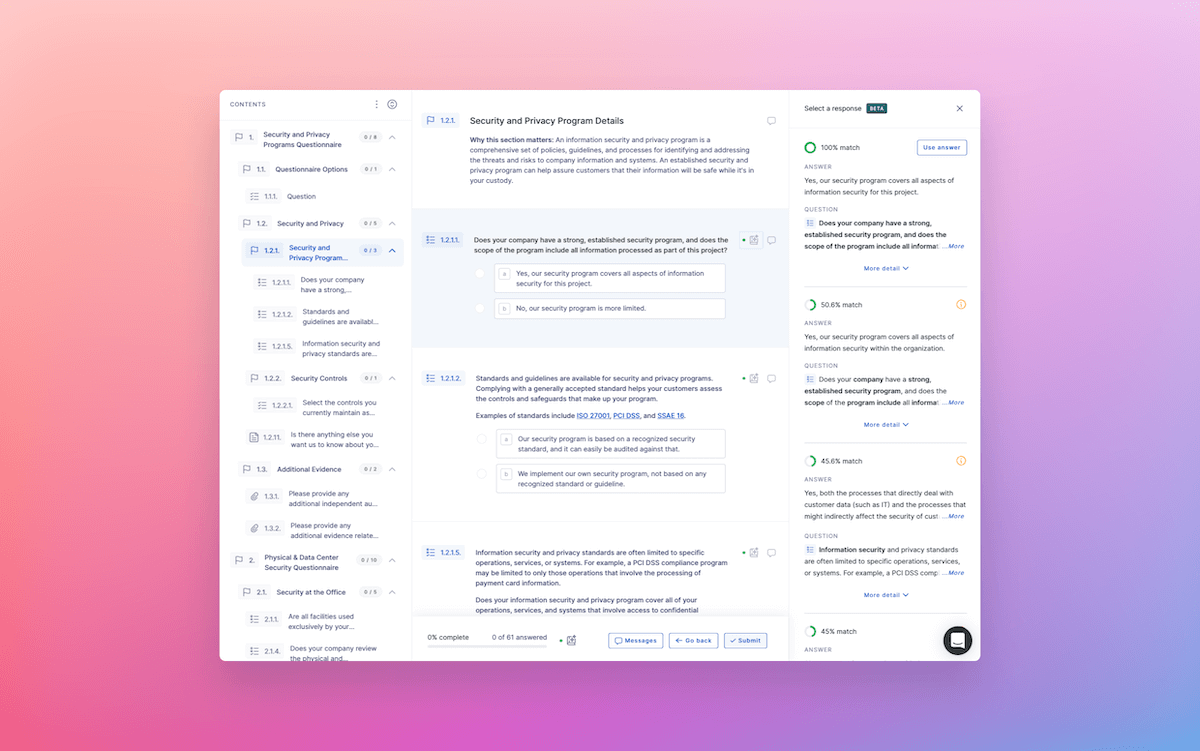 CONTENTS
1. Security and Privacy
Programs Questionnaire
0 / 8
1.1. Questionnaire Options 0 / 1
1.1.1. Question
1.2. Security and Privacy 0 / 5
1.2.1. Security and
Privacy Program...
0 / 3
1.2.1.1. Does your company
have a strong,...
1.2.1.2. Standards and
guidelines are availabl...
1.2.1.5. Information security and
privacy standards are...
1.2.2. Security Controls 0 / 1
1.2.2.1. Select the controls you
currently maintain as...
1.2.11. Is there anything else you
want us to know about yo...
1.3. Additional Evidence 0 / 2
1.3.1. Please provide any
additional independent au...
1.3.2. Please provide any
additional evidence relate...
2. Physical & Data Center
Security Questionnaire
0 / 10
2.1. Security at the Office 0 / 5
2.1.1. Are all facilities used
exclusively by your...
2.1.4. Does your company review
the physical and...
1.2.1. Security and Privacy Program Details
Why this section matters: An information security and privacy program is a
comprehensive set of policies, guidelines, and processes for identifying and addressing
the threats and risks to company information and systems. An established security and
privacy program can help assure customers that their information will be safe while it's in
your custody.
1.2.1.1. Does your company have a strong, established security program, and does the
scope of the program include all information processed as part of this project?
a Yes, our security program covers all aspects of information
security for this project.
b No, our security program is more limited.
1.2.1.2. Standards and guidelines are available for security and privacy programs.
Complying with a generally accepted standard helps your customers assess
the controls and safeguards that make up your program.
Examples of standards include ISO 27001, PCI DSS, and SSAE 16.
a Our security program is based on a recognized security
standard, and it can easily be audited against that.
b We implement our own security program, not based on any
recognized standard or guideline.
1.2.1.5. Information security and privacy standards are often limited to specific
operations, services, or systems. For example, a PCI DSS compliance program
may be limited to only those operations that involve the processing of
payment card information.
Does your information security and privacy program cover all of your
operations, services, and systems that involve access to confidential
0% complete 0 of 61 answered Messages Go back Submit
Select a response BETA
100% match Use answer
ANSWER
Yes, our security program covers all aspects of
information security for this project.
QUESTION
Does your company have a strong,
established security program, and does the
scope of the program include all informat ...More
More detail
50.6% match
ANSWER
Yes, our security program covers all aspects of
information security within the organization.
QUESTION
Does your company have a strong,
established security program, and does the
scope of the program include all informat ...More
More detail
45.6% match
ANSWER
Yes, both the processes that directly deal with
customer data (such as IT) and the processes that
might indirectly affect the security of cust ...More
QUESTION
Information security and privacy standards
are often limited to specific operations, services,
or systems. For example, a PCI DSS comp ...More
More detail
45% match
ANSWER